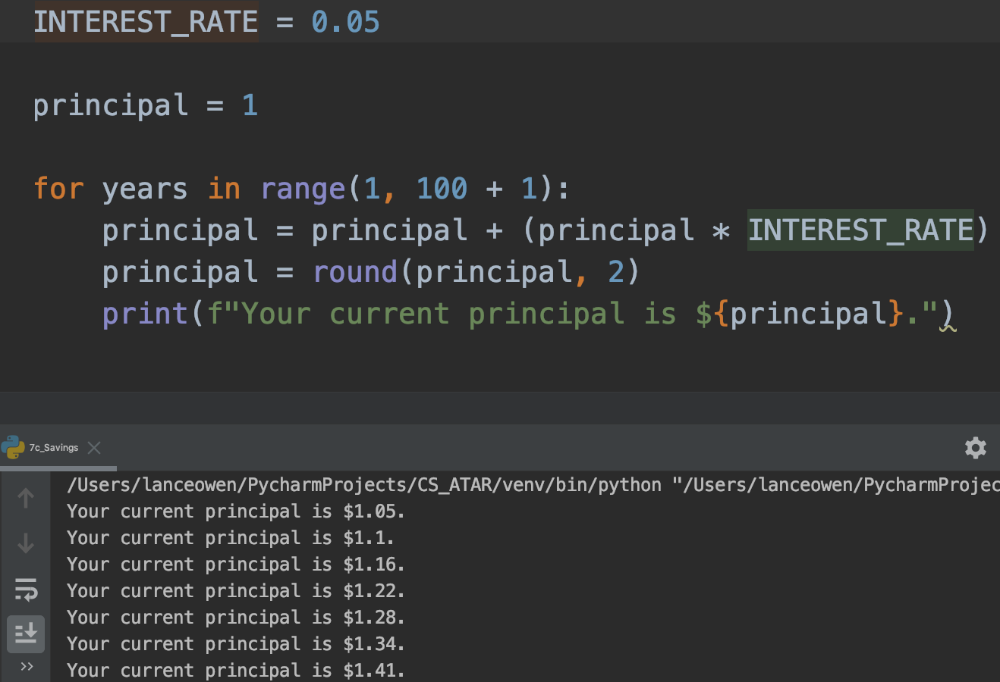 INTEREST_RATE = 0.05
principal = 1
for years in range(1, 100 + 1):
    principal = principal + (principal * INTEREST_RATE)
    principal = round(principal, 2)
    print(f"Your current principal is ${principal}.")
7c_Savings
/Users/lanceowen/PycharmProjects/CS_ATAR/venv/bin/python "/Users/lanceowen/PycharmProjec
Your current principal is $1.05.
Your current principal is $1.1.
Your current principal is $1.16.
Your current principal is $1.22.
Your current principal is $1.28.
Your current principal is $1.34.
Your current principal is $1.41.